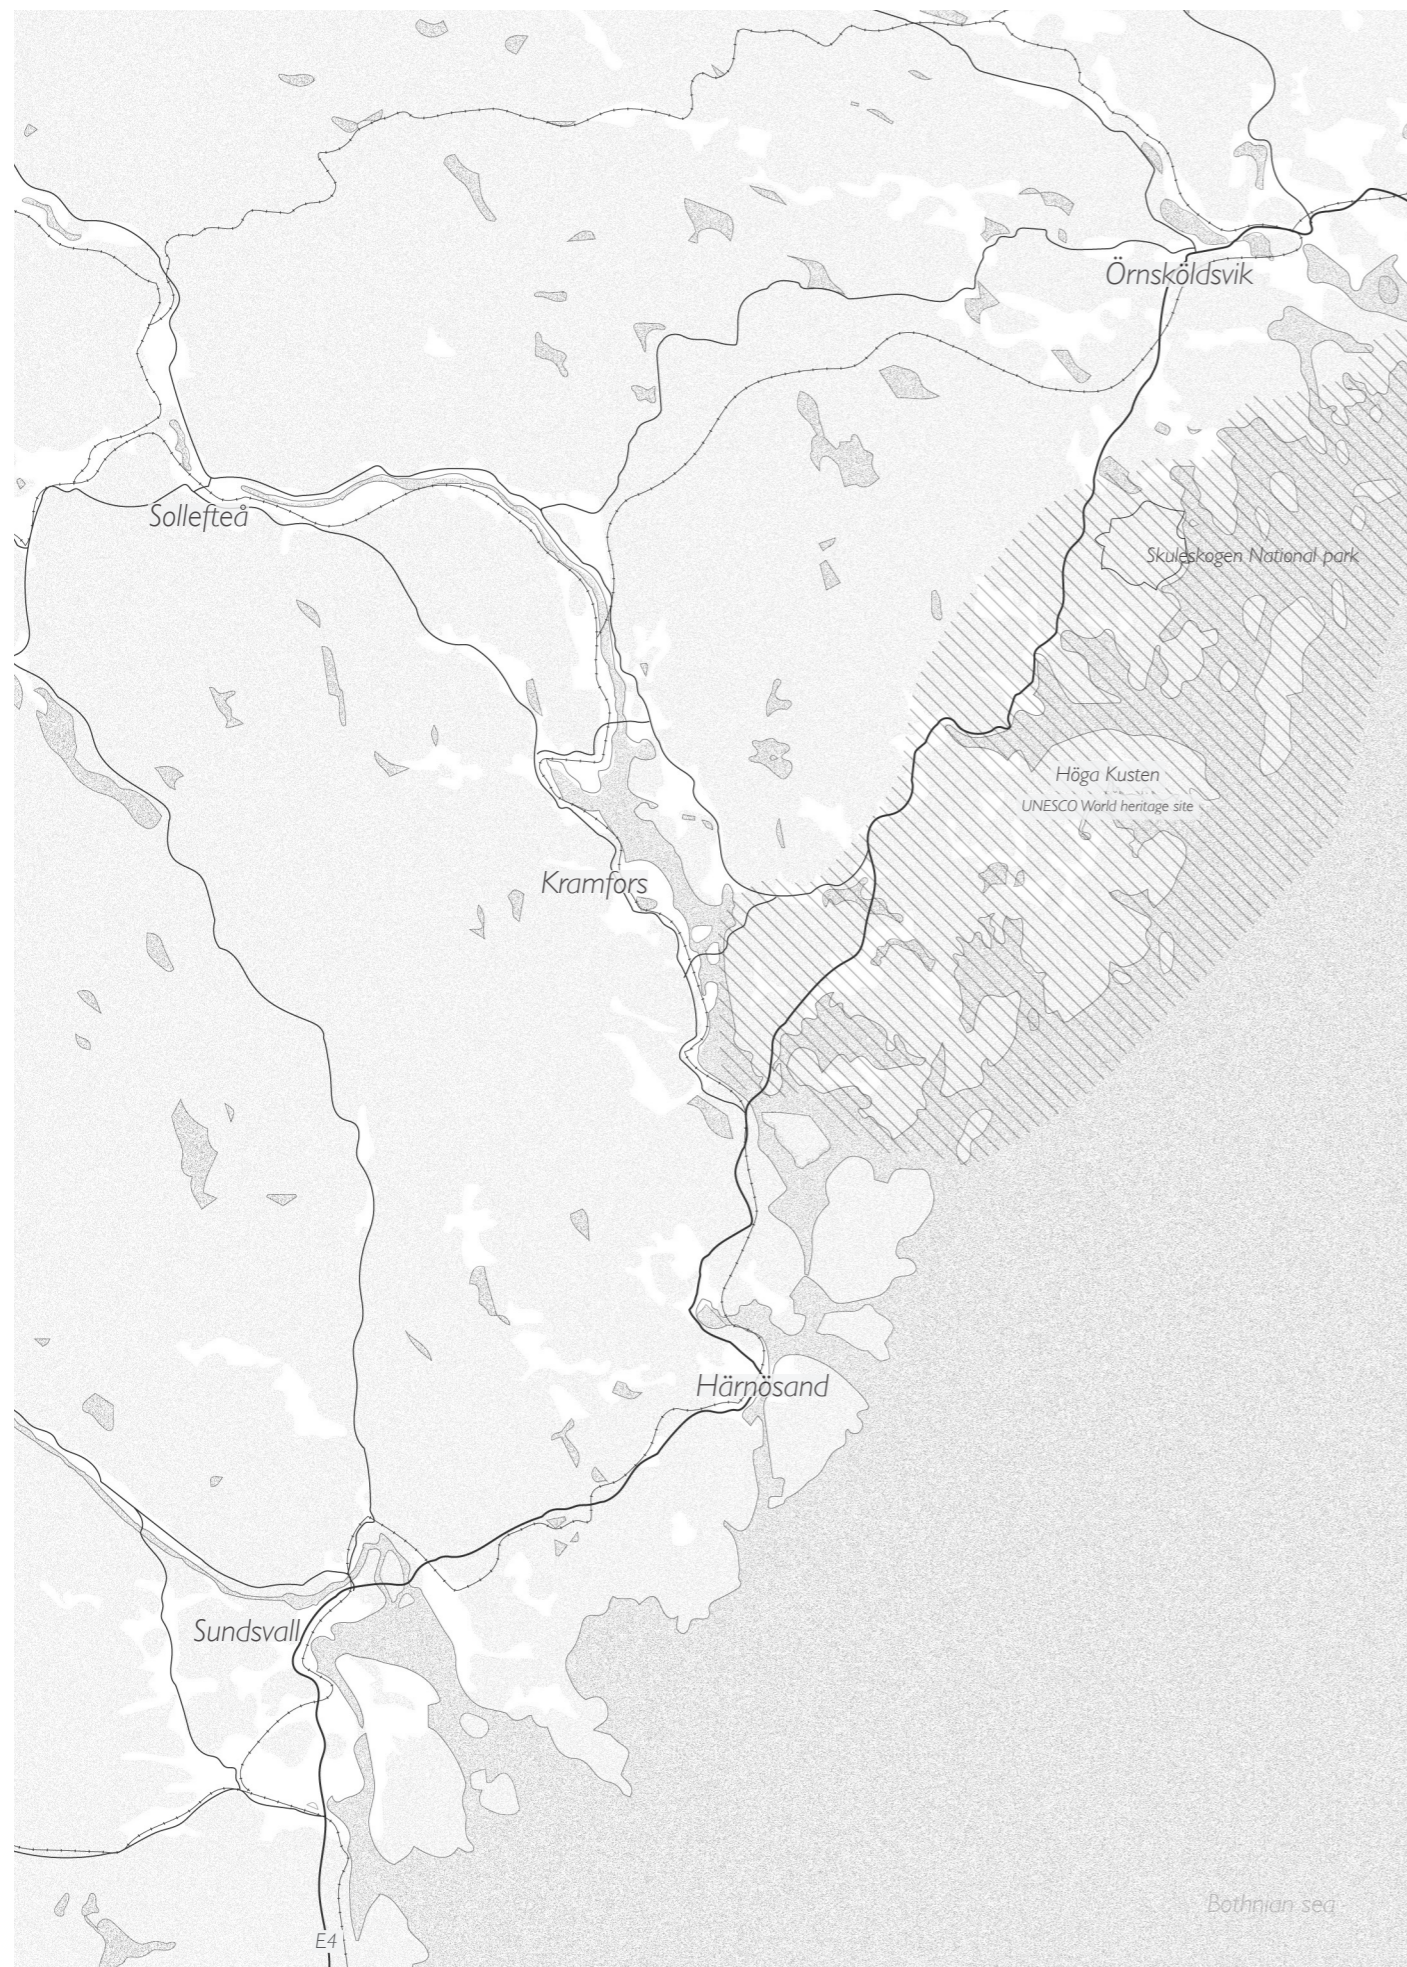 Örnsköldsvik
Sollefteå
Skuleskogen National park
Höga Kusten
UNESCO World heritage site
Kramfors
Härnösand
Sundsvall
Bothnian sea
E4